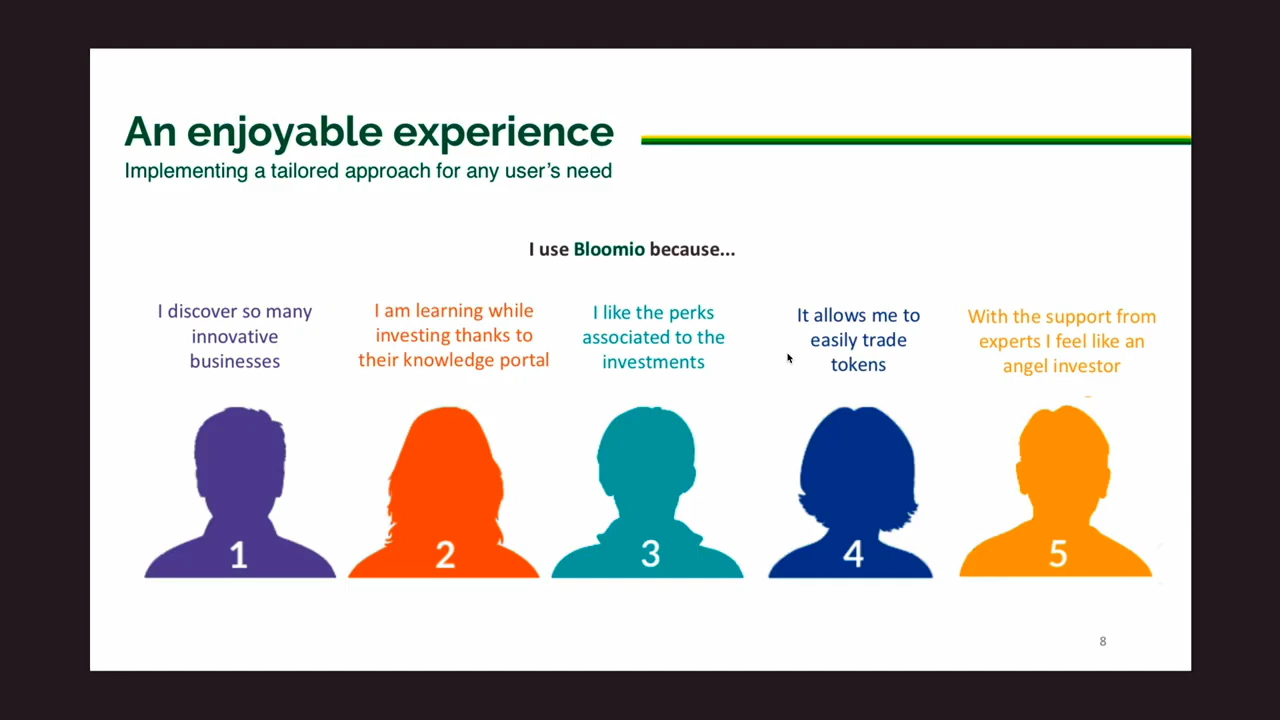 An enjoyable experience
Implementing a tailored approach for any user's need
I use Bloomio because...
I discover so many
innovative
businesses
I am learning while
investing thanks to
their knowledge portal
I like the perks
associated to the
investments
It allows me to
easily trade
tokens
With the support from
experts I feel like an
angel investor
1
2
3
4
5
8